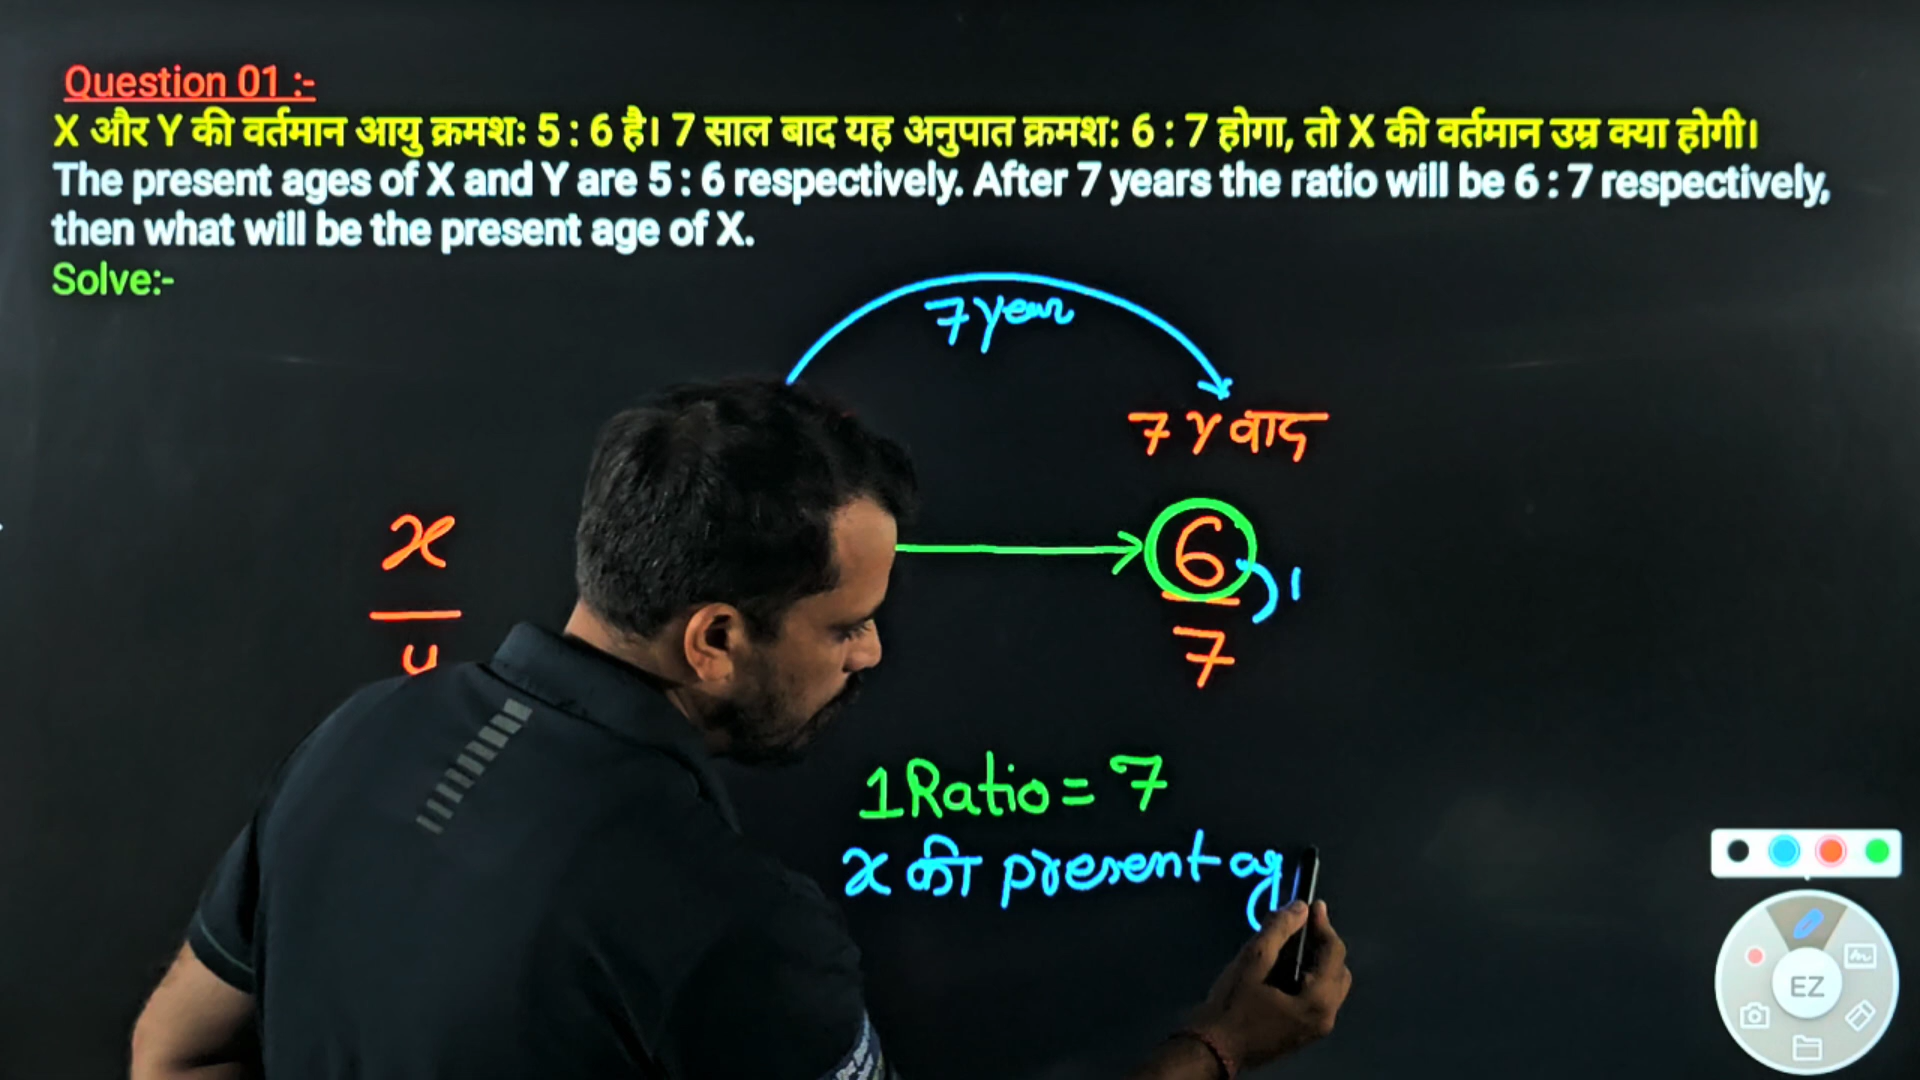 Question 01 :-
X और Y की वर्तमान आयु क्रमशः 5 : 6 है। 7 साल बाद यह अनुपात क्रमश: 6 : 7 होगा, तो X की वर्तमान उम्र क्या होगी।
The present ages of X and Y are 5 : 6 respectively. After 7 years the ratio will be 6 : 7 respectively,
then what will be the present age of X.
Solve:-
7 year
7 Y बाद
x
6
1
y
7
1 Ratio = 7
x की present ag
EZ